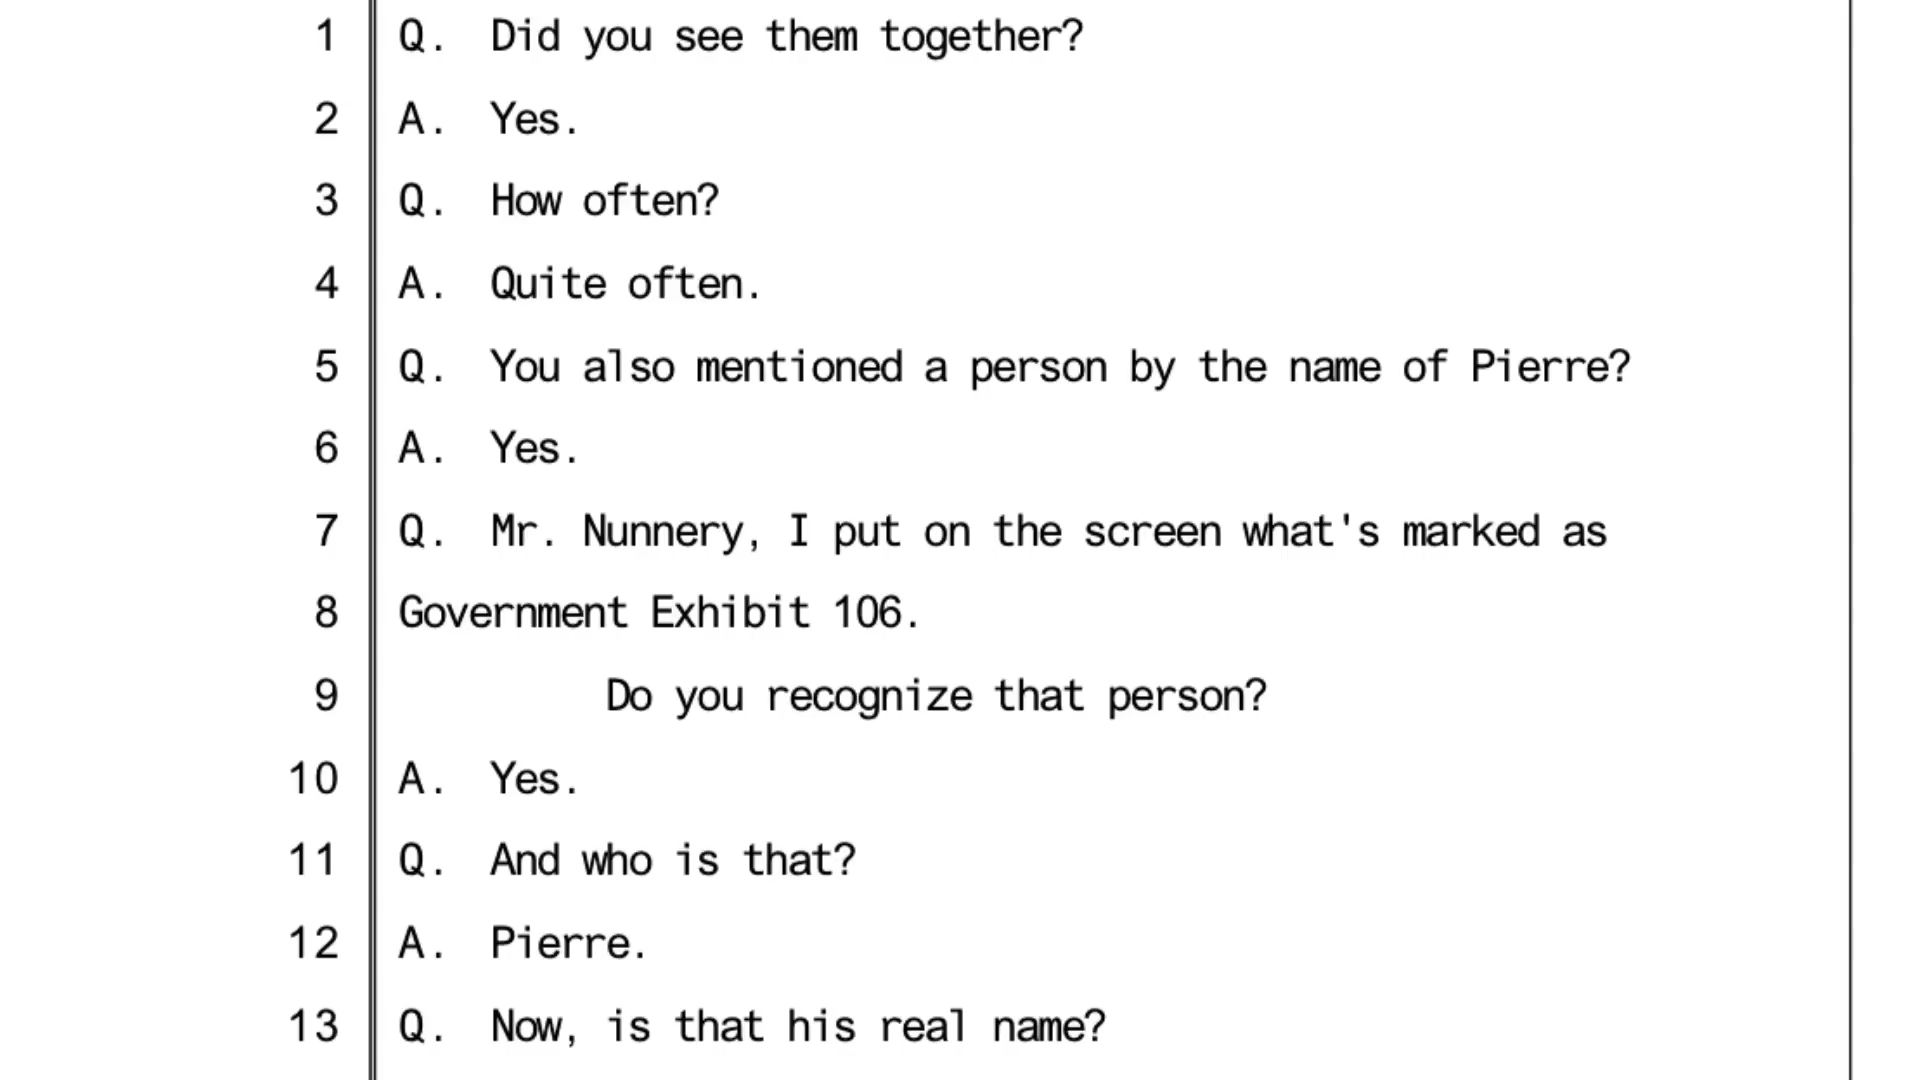 1 Q. Did you see them together?
2 A. Yes.
3 Q. How often?
4 A. Quite often.
5 Q. You also mentioned a person by the name of Pierre?
6 A. Yes.
7 Q. Mr. Nunnery, I put on the screen what's marked as
8 Government Exhibit 106.
9 Do you recognize that person?
10 A. Yes.
11 Q. And who is that?
12 A. Pierre.
13 Q. Now, is that his real name?